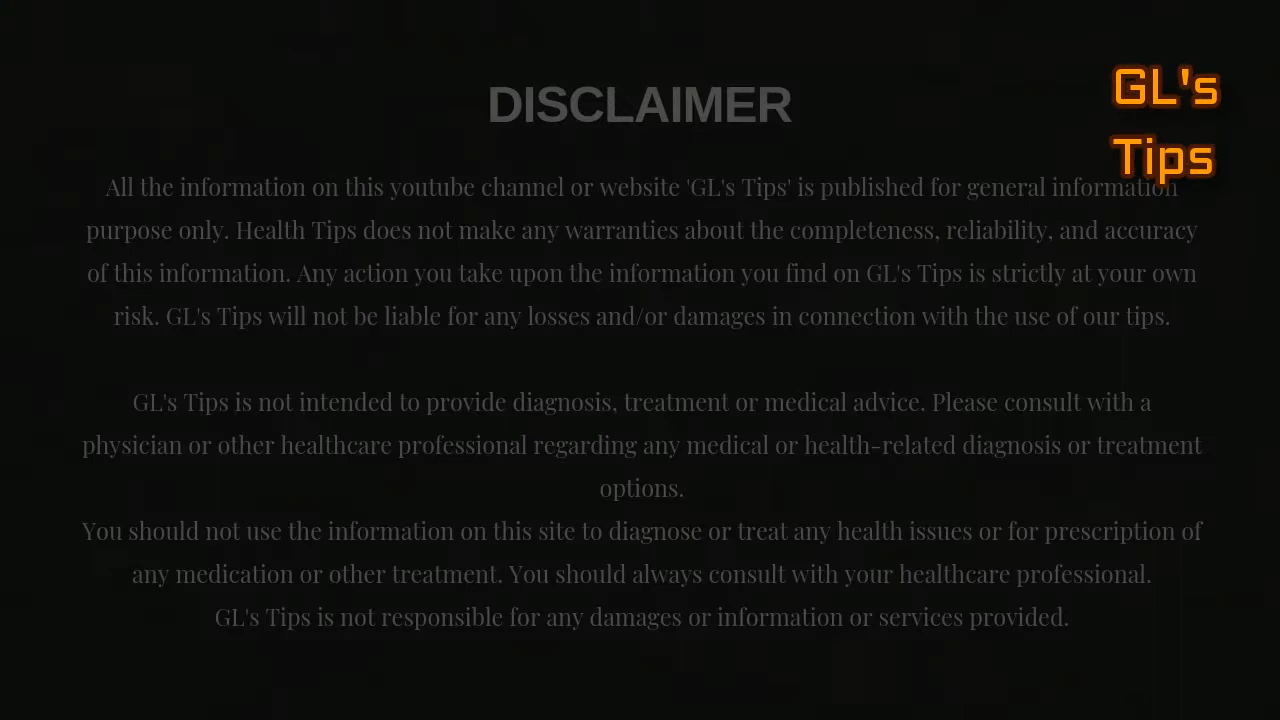 DISCLAIMER
GL's
Tips
All the information on this youtube channel or website 'GL's Tips' is published for general information
purpose only. Health Tips does not make any warranties about the completeness, reliability, and accuracy
of this information. Any action you take upon the information you find on GL's Tips is strictly at your own
risk. GL's Tips will not be liable for any losses and/or damages in connection with the use of our tips.
GL's Tips is not intended to provide diagnosis, treatment or medical advice. Please consult with a
physician or other healthcare professional regarding any medical or health-related diagnosis or treatment
options.
You should not use the information on this site to diagnose or treat any health issues or for prescription of
any medication or other treatment. You should always consult with your healthcare professional.
GL's Tips is not responsible for any damages or information or services provided.